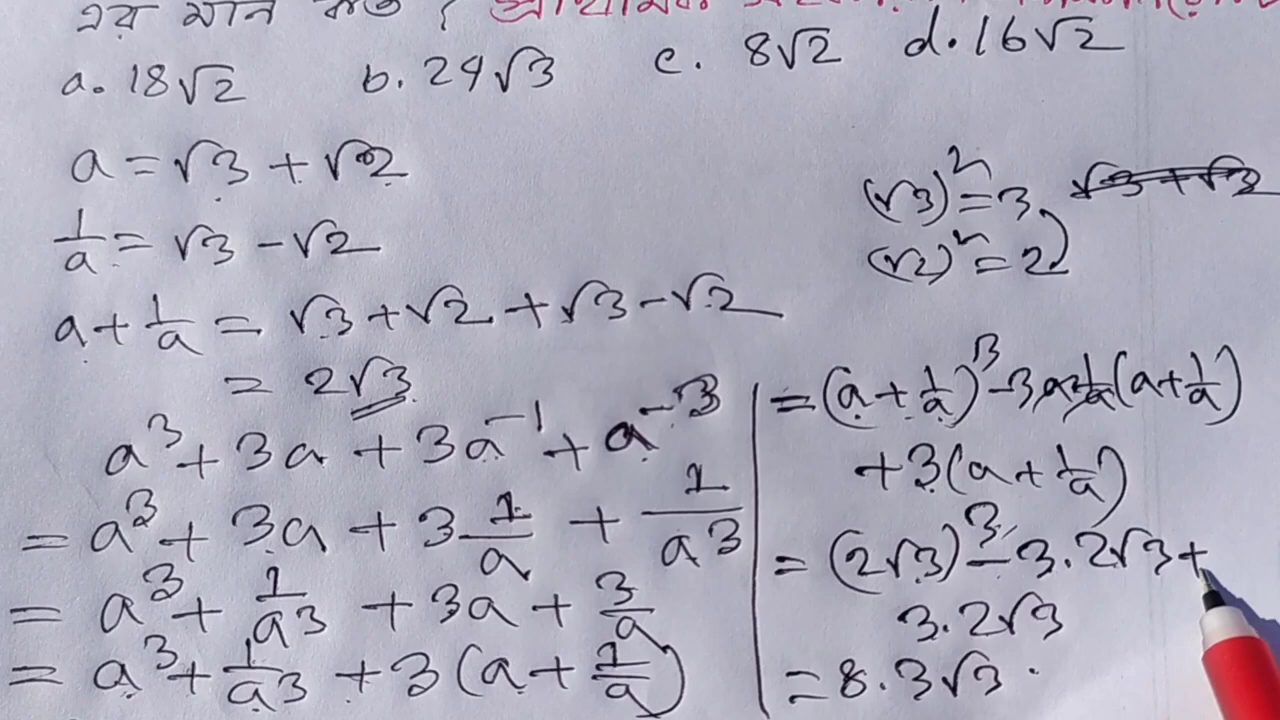 এর মান কত ?
a. 18√2 b. 24√3 c. 8√2 d. 16√2
a = √3 + √2
1/a = √3 - √2
a + 1/a = √3 + √2 + √3 - √2
= 2√3
a³ + 3a + 3a⁻¹ + a⁻³
= a³ + 3a + 3 1/a + 1/a³
= a³ + 1/a³ + 3a + 3/a
= a³ + 1/a³ + 3(a + 1/a)
(√3)² = 3
(√2)² = 2
= (a + 1/a)³ - 3 a 1/a (a + 1/a)
+ 3(a + 1/a)
= (2√3)³ - 3.2√3 +
3.2√3
= 8.3√3